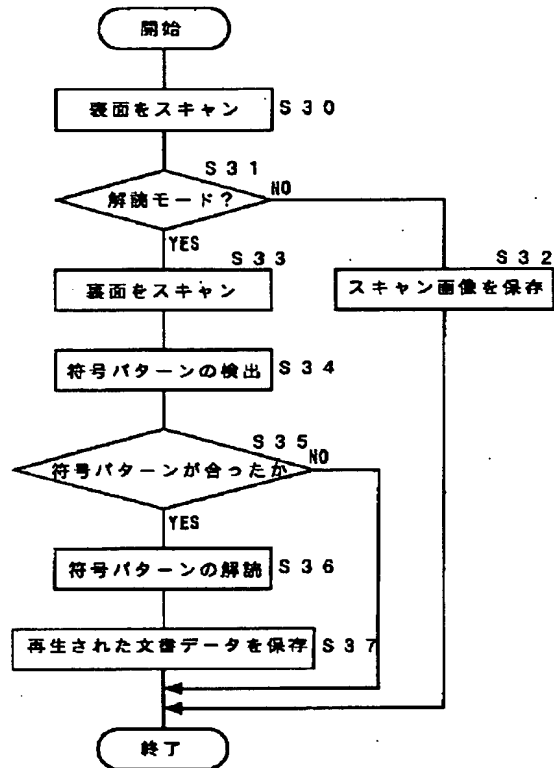 開始
表面をスキャン S30
S31
解読モード? NO
YES
S33
裏面をスキャン
S32
スキャン画像を保存
符号パターンの検出 S34
S35
符号パターンが合ったか NO
YES
符号パターンの解読 S36
再生された文書データを保存 S37
終了